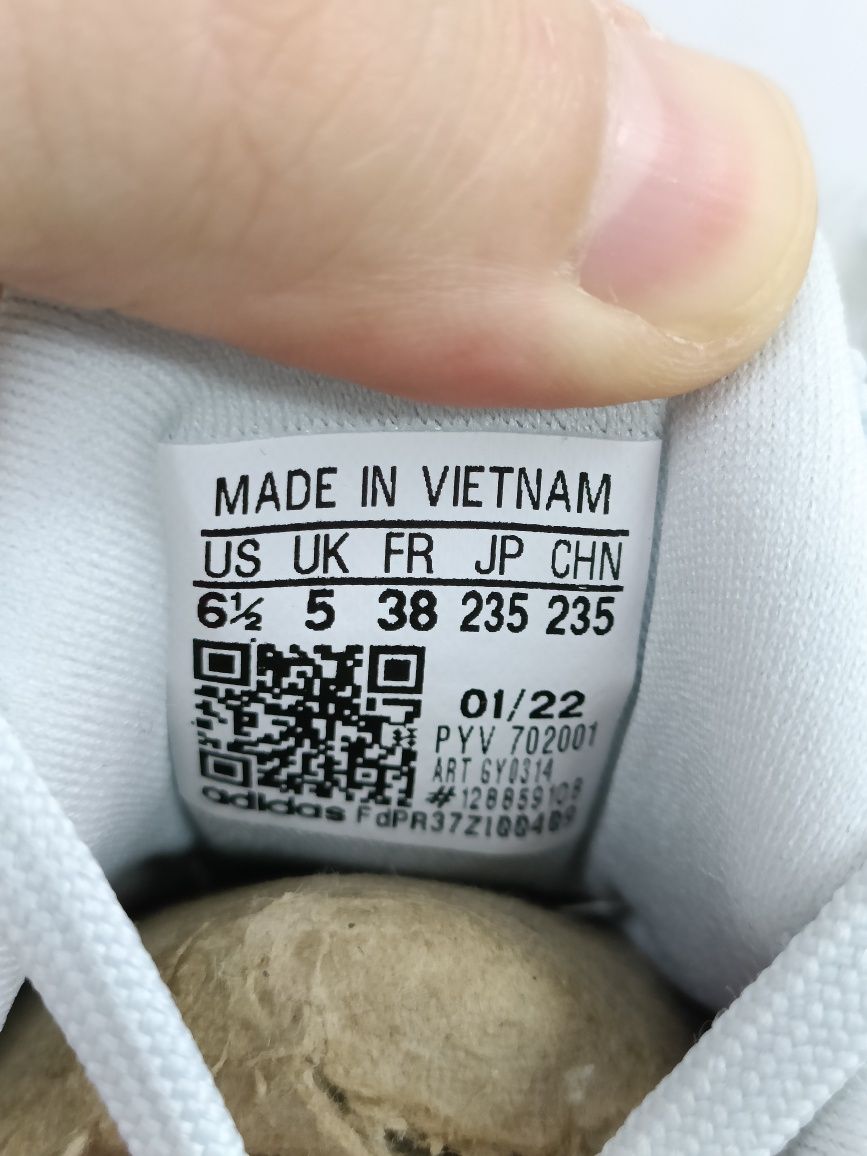 MADE IN VIETNAM
US UK FR JP CHN
6½ 5 38 235 235
01/22
PYV 702001
ART GY0314
#128859108
adidas